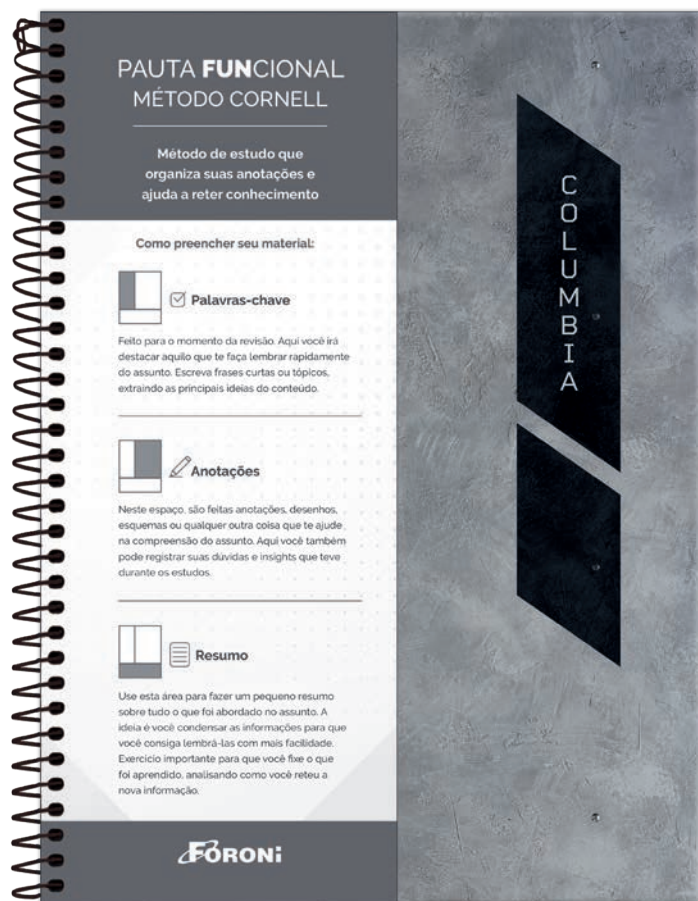 PAUTA FUNCIONAL
MÉTODO CORNELL
Método de estudo que
organiza suas anotações e
ajuda a reter conhecimento
Como preencher seu material:
Palavras-chave
Feito para o momento da revisão. Aqui você irá
destacar aquilo que te faça lembrar rapidamente
do assunto. Escreva frases curtas ou tópicos,
extraindo as principais ideias do conteúdo.
Anotações
Neste espaço, são feitas anotações, desenhos,
esquemas ou qualquer outra coisa que te ajude
na compreensão do assunto. Aqui você também
pode registrar suas dúvidas e insights que teve
durante os estudos.
Resumo
Use esta área para fazer um pequeno resumo
sobre tudo o que foi abordado no assunto. A
ideia é você condensar as informações para que
você consiga lembrá-las com mais facilidade.
Exercício importante para que você fixe o que
foi aprendido, analisando como você reteu a
nova informação.
FORONI
COLUMBIA